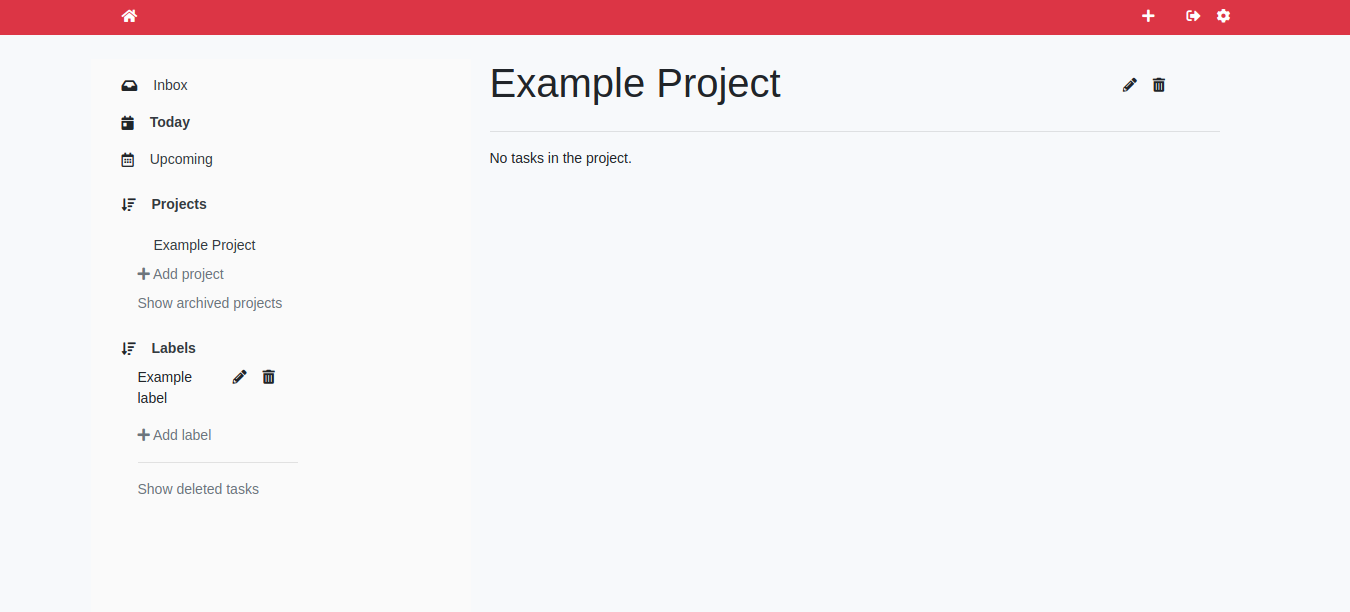 Inbox
Today
Upcoming
Projects
Example Project
Add project
Show archived projects
Labels
Example
label
Add label
Show deleted tasks
Example Project
No tasks in the project.